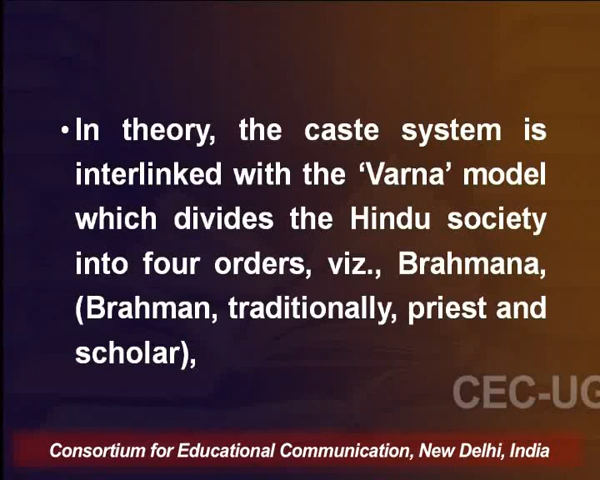 • In theory, the caste system is
interlinked with the ‘Varna’ model
which divides the Hindu society
into four orders, viz., Brahmana,
(Brahman, traditionally, priest and
scholar),
CEC-UG
Consortium for Educational Communication, New Delhi, India